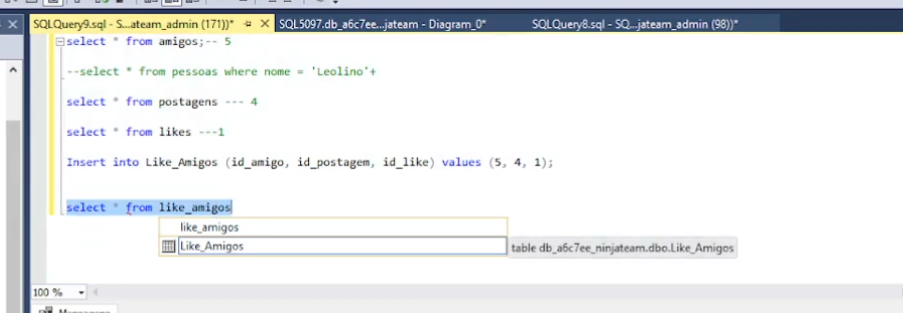 SQLQuery9.sql - S...ateam_admin (171))*
SQL5097.db_a6c7ee...jateam - Diagram_0*
SQLQuery8.sql - SQ...jateam_admin (98))*
select * from amigos;-- 5
--select * from pessoas where nome = 'Leolino'+
select * from postagens --- 4
select * from likes ---1
Insert into Like_Amigos (id_amigo, id_postagem, id_like) values (5, 4, 1);
select * from like_amigos
like_amigos
Like_Amigos
table db_a6c7ee_ninjateam.dbo.Like_Amigos
100 %